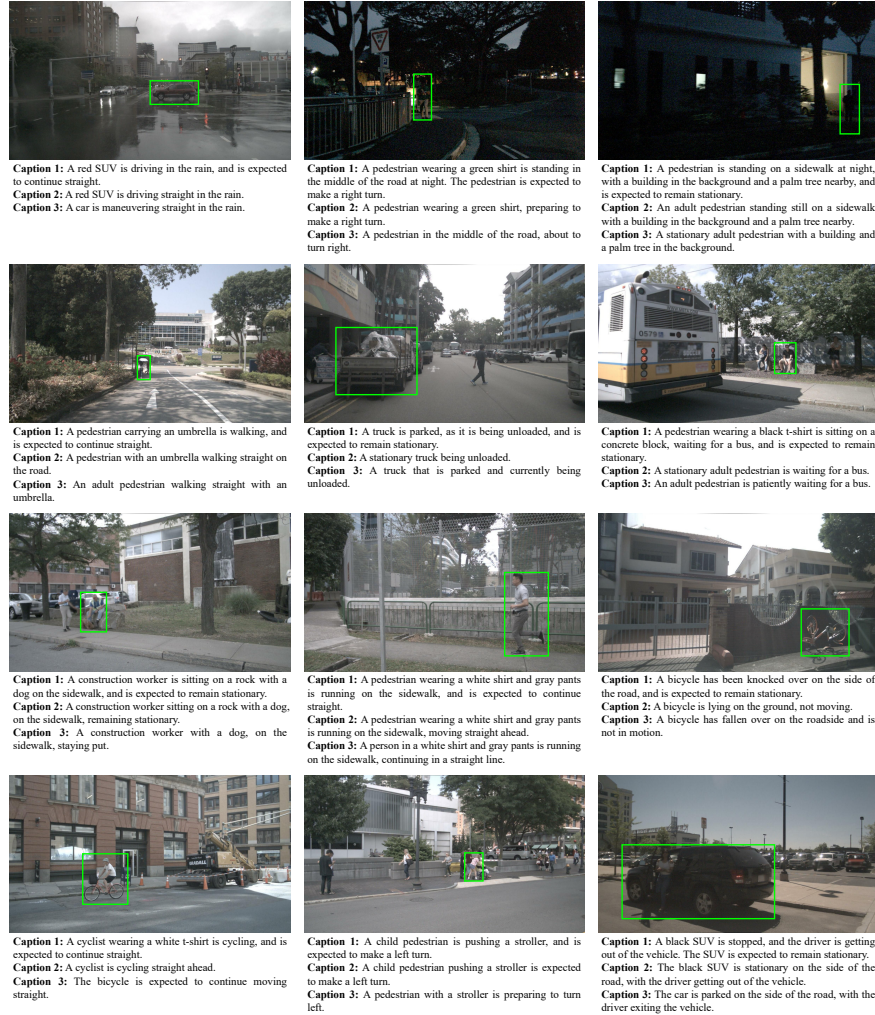 Caption 1: A red SUV is driving in the rain, and is expected
to continue straight.
Caption 2: A red SUV is driving straight in the rain.
Caption 3: A car is maneuvering straight in the rain.
Caption 1: A pedestrian wearing a green shirt is standing in
the middle of the road at night. The pedestrian is expected to
make a right turn.
Caption 2: A pedestrian wearing a green shirt, preparing to
make a right turn.
Caption 3: A pedestrian in the middle of the road, about to
turn right.
Caption 1: A pedestrian is standing on a sidewalk at night,
with a building in the background and a palm tree nearby, and
is expected to remain stationary.
Caption 2: An adult pedestrian standing still on a sidewalk
with a building in the background and a palm tree nearby.
Caption 3: A stationary adult pedestrian with a building and
a palm tree in the background.
0579
Caption 1: A pedestrian carrying an umbrella is walking, and
is expected to continue straight.
Caption 2: A pedestrian with an umbrella walking straight on
the road.
Caption 3: An adult pedestrian walking straight with an
umbrella.
Caption 1: A truck is parked, as it is being unloaded, and is
expected to remain stationary.
Caption 2: A stationary truck being unloaded.
Caption 3: A truck that is parked and currently being
unloaded.
Caption 1: A pedestrian wearing a black t-shirt is sitting on a
concrete block, waiting for a bus, and is expected to remain
stationary.
Caption 2: A stationary adult pedestrian is waiting for a bus.
Caption 3: An adult pedestrian is patiently waiting for a bus.
Caption 1: A construction worker is sitting on a rock with a
dog on the sidewalk, and is expected to remain stationary.
Caption 2: A construction worker sitting on a rock with a dog,
on the sidewalk, remaining stationary.
Caption 3: A construction worker with a dog, on the
sidewalk, staying put.
Caption 1: A pedestrian wearing a white shirt and gray pants
is running on the sidewalk, and is expected to continue
straight.
Caption 2: A pedestrian wearing a white shirt and gray pants
is running on the sidewalk, moving straight ahead.
Caption 3: A person in a white shirt and gray pants is running
on the sidewalk, continuing in a straight line.
Caption 1: A bicycle has been knocked over on the side of
the road, and is expected to remain stationary.
Caption 2: A bicycle is lying on the ground, not moving.
Caption 3: A bicycle has fallen over on the roadside and is
not in motion.
Caption 1: A cyclist wearing a white t-shirt is cycling, and is
expected to continue straight.
Caption 2: A cyclist is cycling straight ahead.
Caption 3: The bicycle is expected to continue moving
straight.
Caption 1: A child pedestrian is pushing a stroller, and is
expected to make a left turn.
Caption 2: A child pedestrian pushing a stroller is expected
to make a left turn.
Caption 3: A pedestrian with a stroller is preparing to turn
left.
Caption 1: A black SUV is stopped, and the driver is getting
out of the vehicle. The SUV is expected to remain stationary.
Caption 2: The black SUV is stationary on the side of the
road, with the driver getting out of the vehicle.
Caption 3: The car is parked on the side of the road, with the
driver exiting the vehicle.